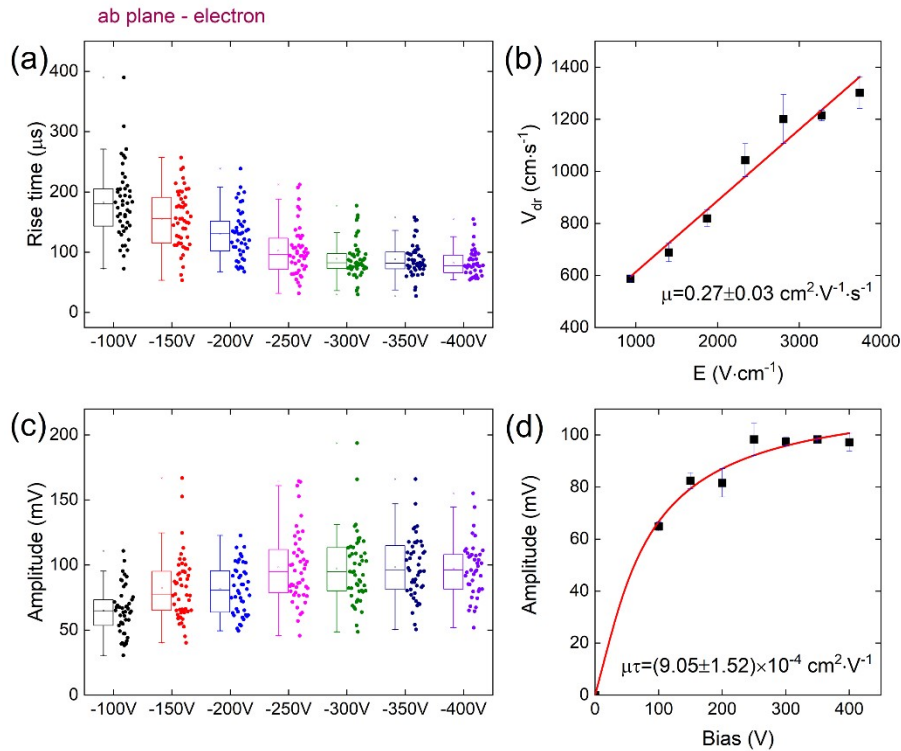 ab plane - electron
(a)
Rise time (μs)
400
300
200
100
0
-100V -150V -200V -250V -300V -350V -400V
(b)
V_dr (cm·s⁻¹)
1400
1200
1000
800
600
400
μ=0.27±0.03 cm²·V⁻¹·s⁻¹
1000 2000 3000 4000
E (V·cm⁻¹)
(c)
Amplitude (mV)
200
150
100
50
0
-100V -150V -200V -250V -300V -350V -400V
(d)
Amplitude (mV)
100
80
60
40
20
0
μτ=(9.05±1.52)×10⁻⁴ cm²·V⁻¹
0 100 200 300 400
Bias (V)